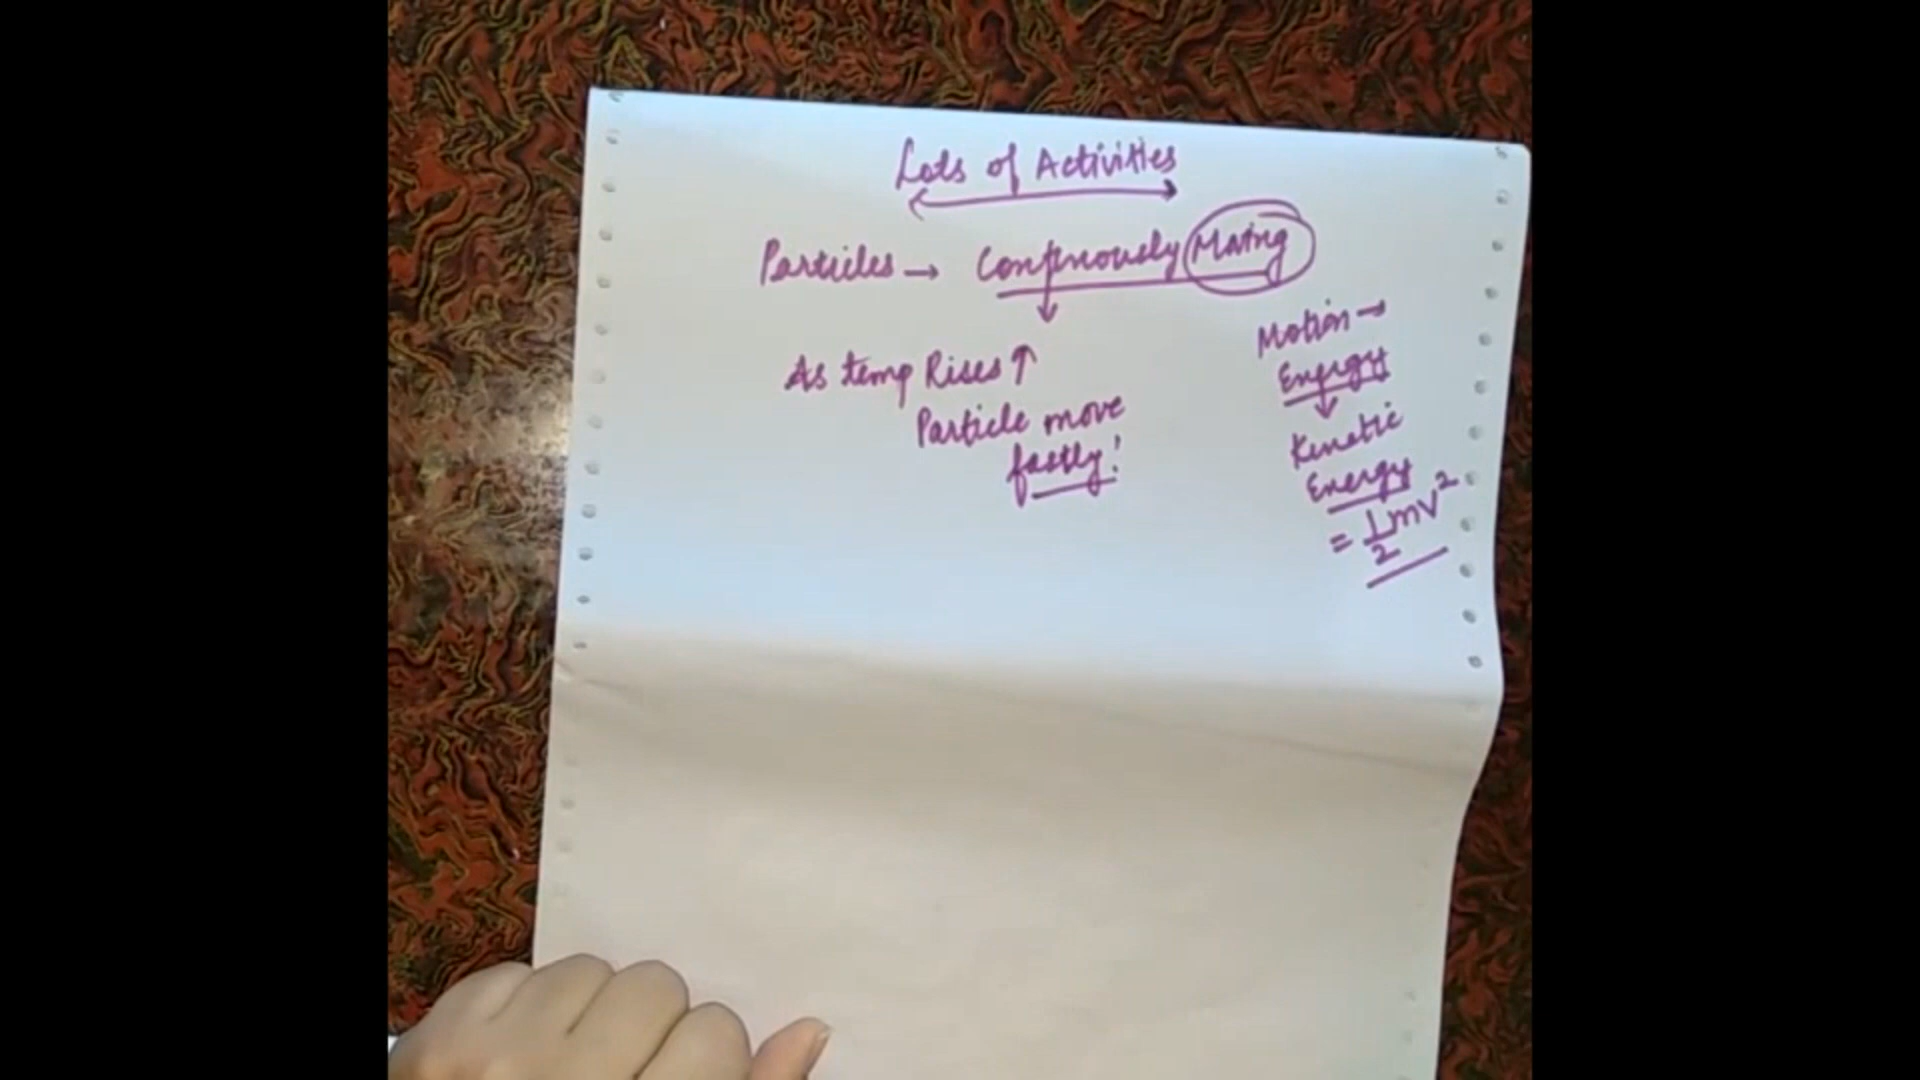 Lots of Activities
Particles → Continuously Moving
As temp Rises ↑
Particle move
fastly!
Motion →
Energy
Kinetic
Energy
= 1/2 mv²